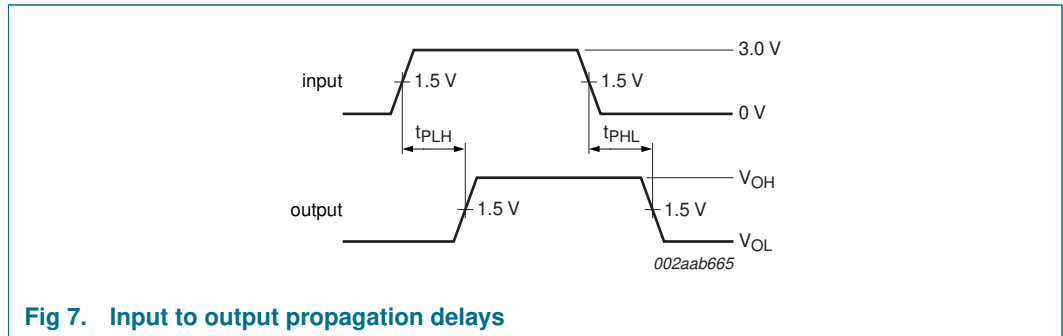 3.0 V
input
1.5 V
1.5 V
0 V
tPLH
tPHL
VOH
output
1.5 V
1.5 V
VOL
002aab665
Fig 7. Input to output propagation delays